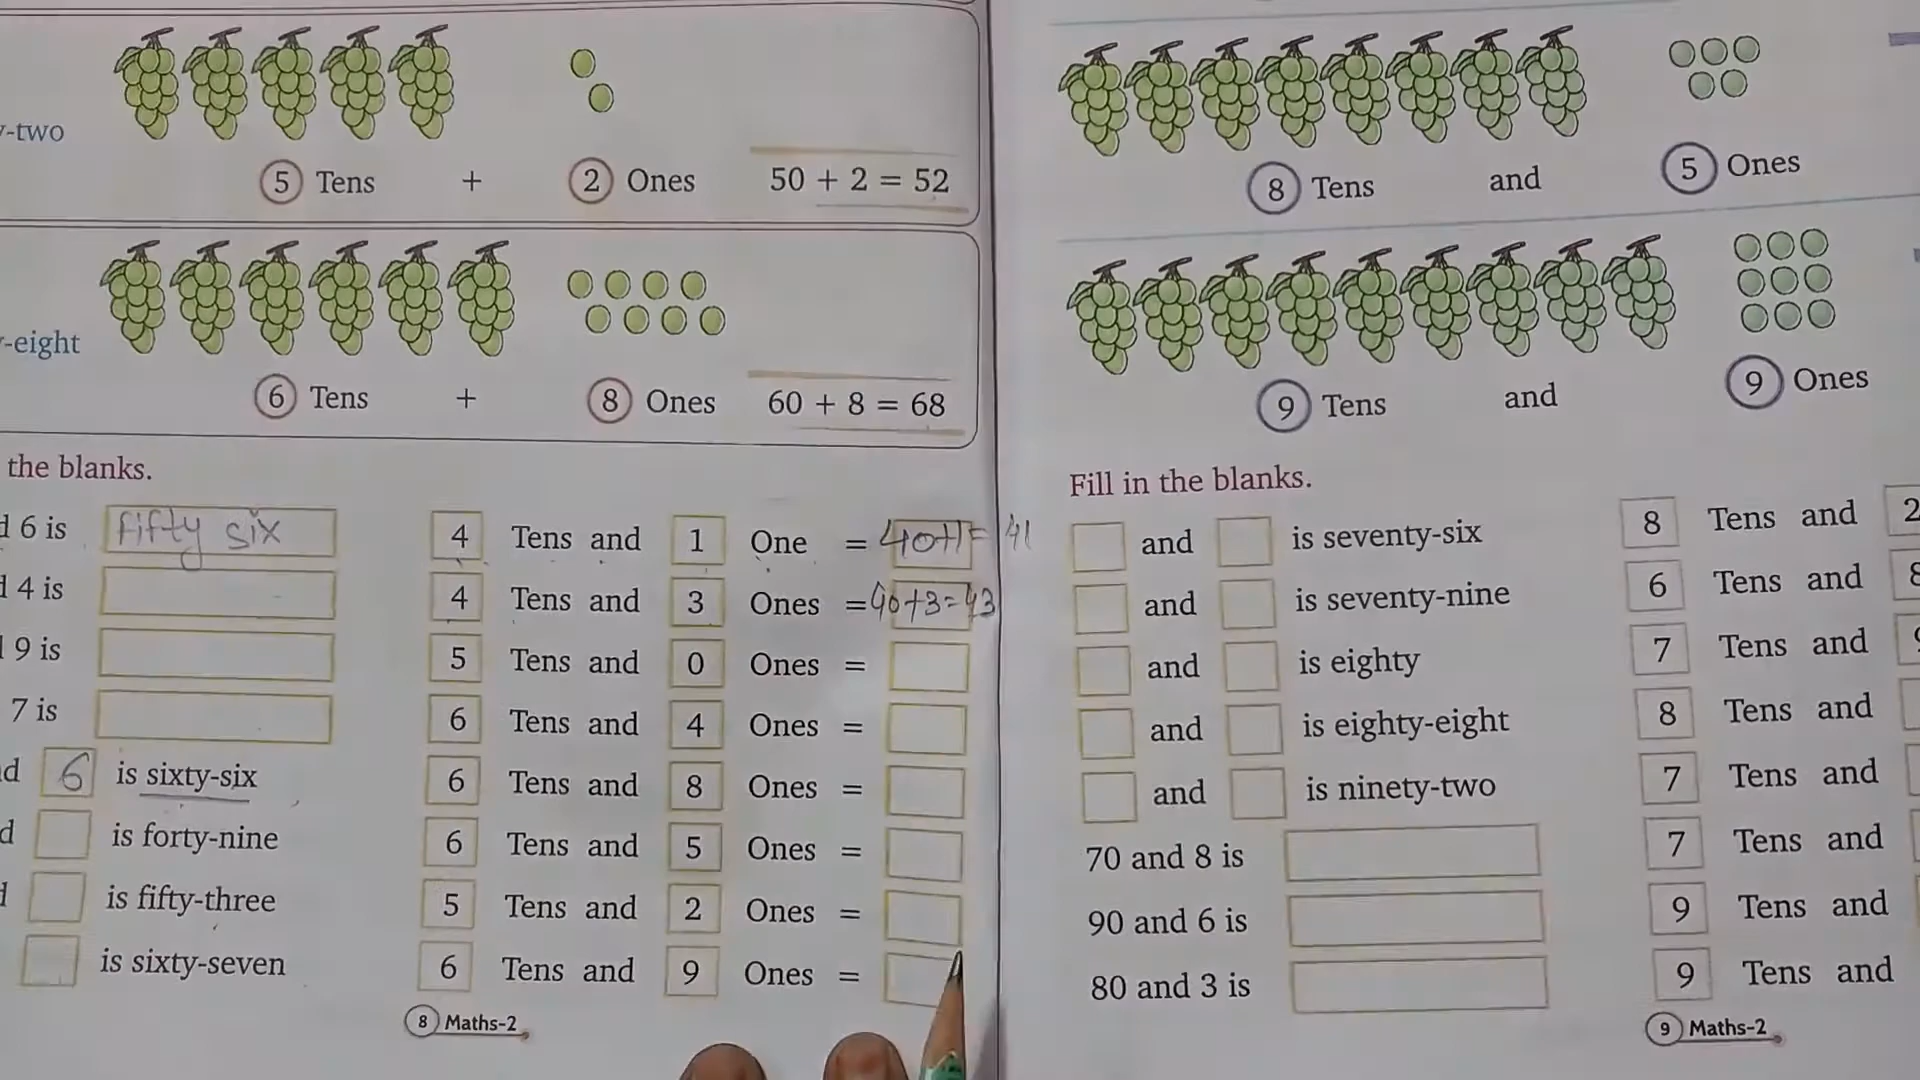 -two
5 Tens + 2 Ones 50 + 2 = 52
-eight
6 Tens + 8 Ones 60 + 8 = 68
the blanks.
6 is fifty six
4 is
9 is
7 is
6 is sixty-six
is forty-nine
is fifty-three
is sixty-seven
4 Tens and 1 One = 40+1= 41
4 Tens and 3 Ones = 40+3=43
5 Tens and 0 Ones =
6 Tens and 4 Ones =
6 Tens and 8 Ones =
6 Tens and 5 Ones =
5 Tens and 2 Ones =
6 Tens and 9 Ones =
8 Maths-2
8 Tens and 5 Ones
9 Tens and 9 Ones
Fill in the blanks.
and is seventy-six
and is seventy-nine
and is eighty
and is eighty-eight
and is ninety-two
70 and 8 is
90 and 6 is
80 and 3 is
8 Tens and 2
6 Tens and 8
7 Tens and
8 Tens and
7 Tens and
7 Tens and
9 Tens and
9 Tens and
9 Maths-2